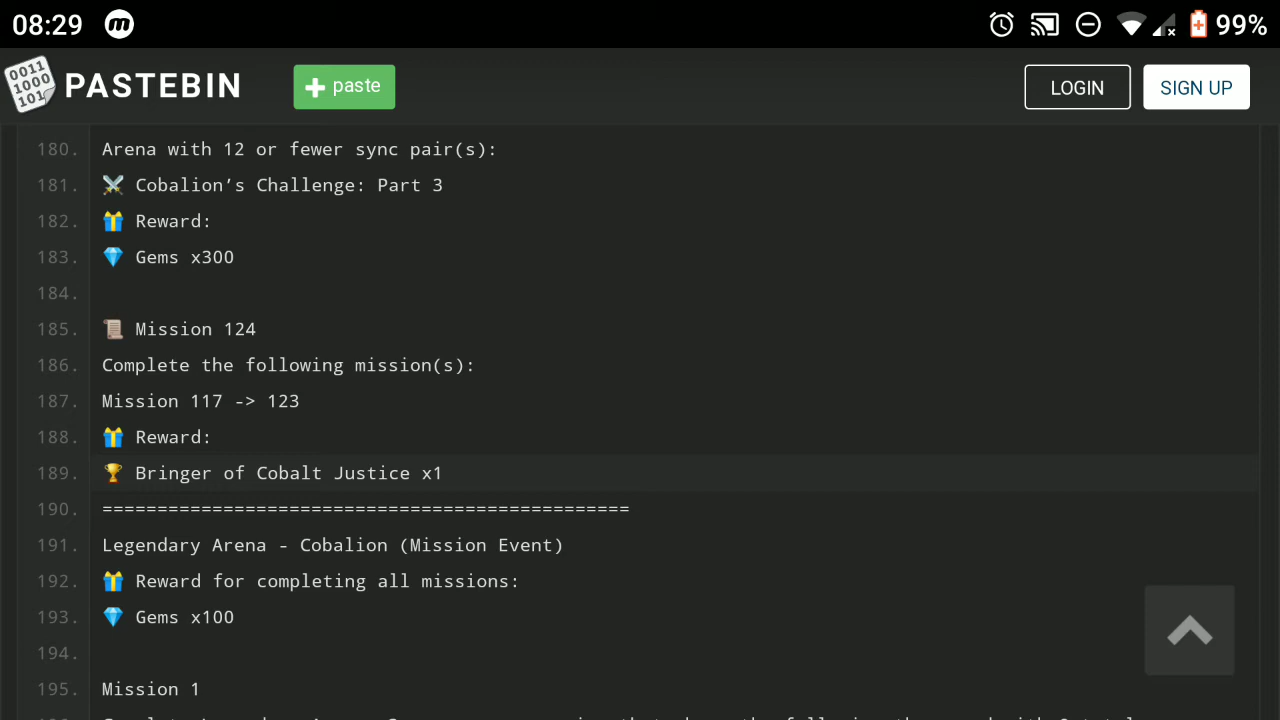 08:29 m 99%
0011 1000 101 PASTEBIN + paste LOGIN SIGN UP
180. Arena with 12 or fewer sync pair(s):
181. ⚔️ Cobalion’s Challenge: Part 3
182. 🎁 Reward:
183. 💎 Gems x300
184.
185. 📜 Mission 124
186. Complete the following mission(s):
187. Mission 117 -> 123
188. 🎁 Reward:
189. 🏆 Bringer of Cobalt Justice x1
190. ================================================
191. Legendary Arena - Cobalion (Mission Event)
192. 🎁 Reward for completing all missions:
193. 💎 Gems x100
194.
195. Mission 1